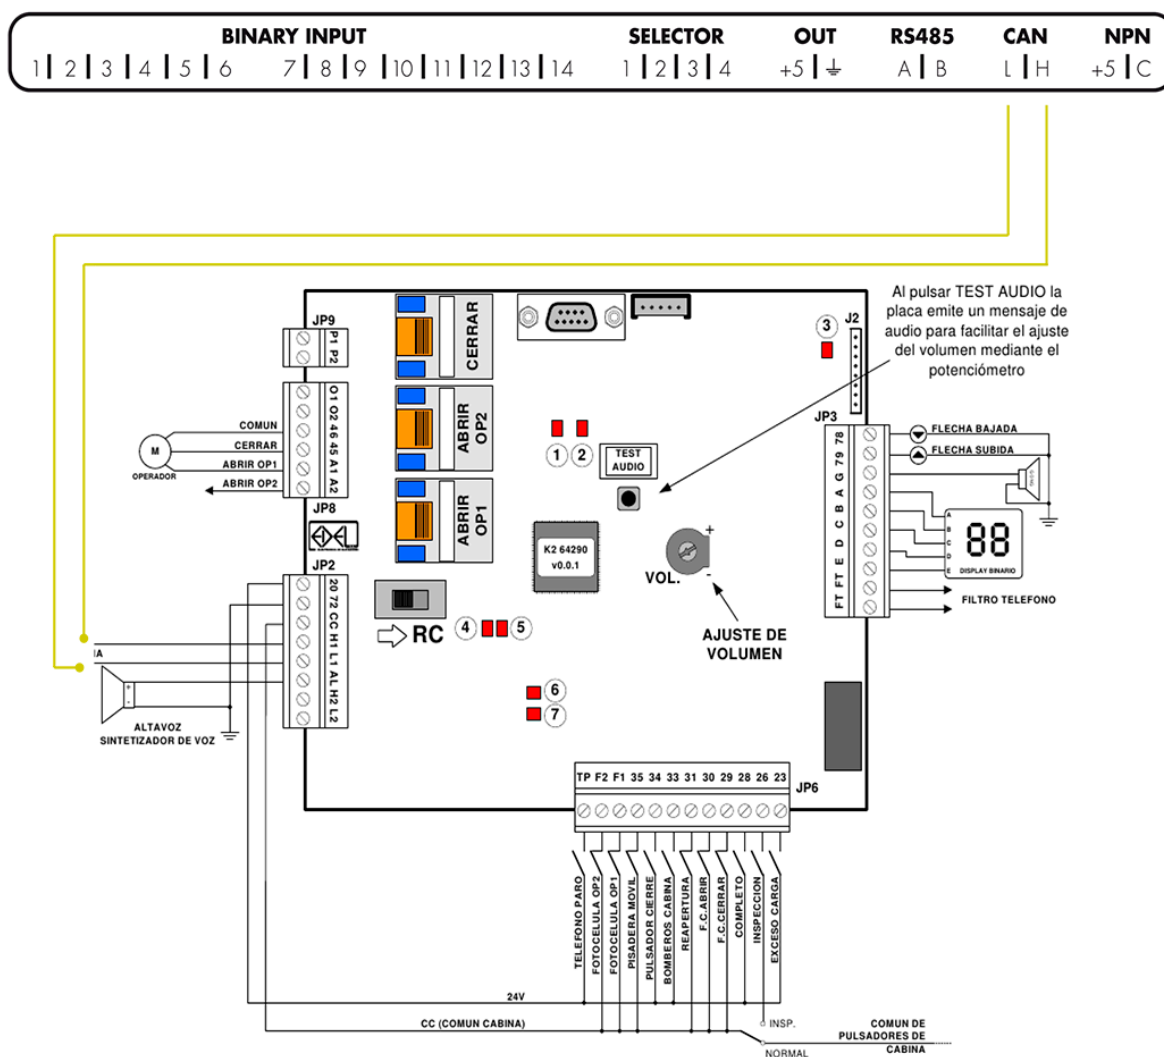 BINARY INPUT SELECTOR OUT RS485 CAN NPN
1 2 3 4 5 6 7 8 9 10 11 12 13 14 1 2 3 4 +5 A B L H +5 C
Al pulsar TEST AUDIO la
placa emite un mensaje de
audio para facilitar el ajuste
del volumen mediante el
potenciómetro
JP9
P1
P2
CERRAR
3
J2
O1
O2
46
45
A1
A2
COMUN
CERRAR
ABRIR OP1
ABRIR OP2
M
OPERADOR
JP8
ABRIR
OP2
ABRIR
OP1
1
2
TEST
AUDIO
K2 64290
v0.0.1
+
-
VOL.
AJUSTE DE
VOLUMEN
JP3
78
79
G
A
B
C
D
E
FT
FT
FLECHA BAJADA
FLECHA SUBIDA
A
B
C
D
E
88
DISPLAY BINARIO
FILTRO TELEFONO
JP2
20
72
CC
H1
L1
AL
H2
L2
RC
4
5
6
7
IA
+
-
ALTAVOZ
SINTETIZADOR DE VOZ
TP F2 F1 35 34 33 31 30 29 28 26 23
JP6
TELEFONO PARO
FOTOCELULA OP2
FOTOCELULA OP1
PISADERA MOVIL
PULSADOR CIERRE
BOMBEROS CABINA
REAPERTURA
F.C.ABRIR
F.C.CERRAR
COMPLETO
INSPECCION
EXCESO CARGA
24V
CC (COMUN CABINA)
INSP.
NORMAL
COMUN DE
PULSADORES DE
CABINA